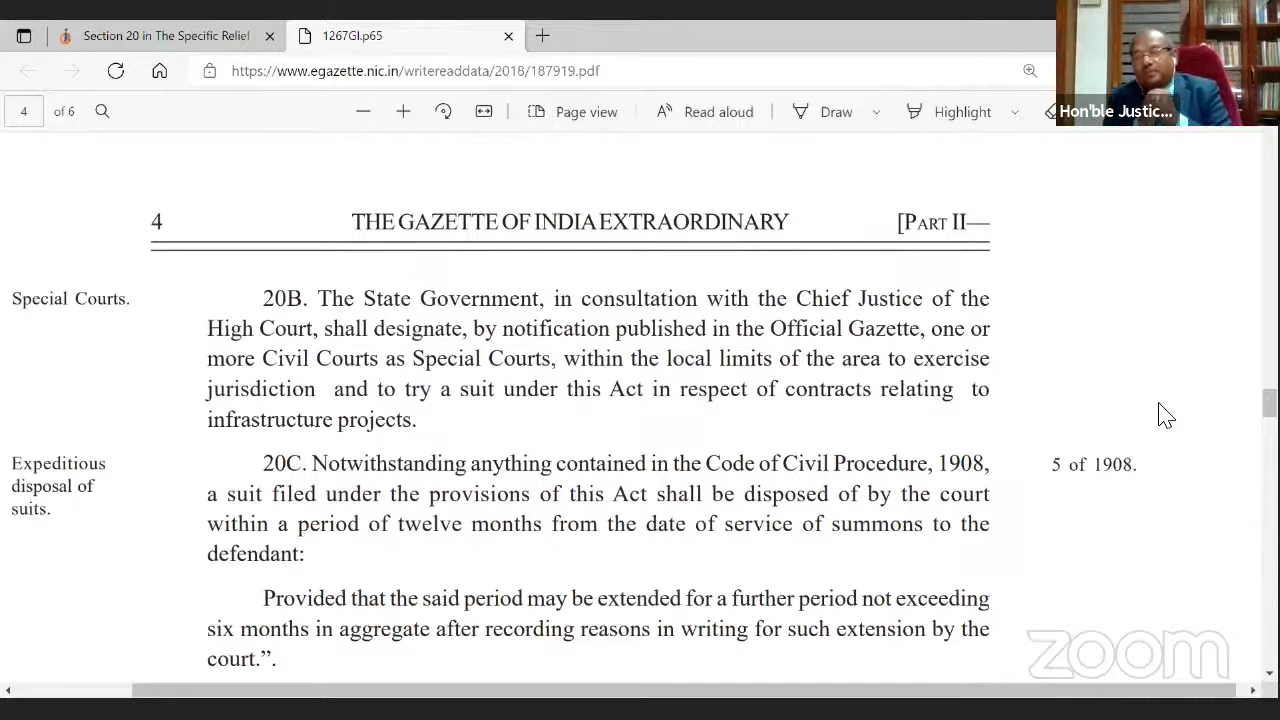 Section 20 in The Specific Relief
1267GI.p65
https://www.egazette.nic.in/writereaddata/2018/187919.pdf
Hon'ble Justic...
4 of 6
Page view
Read aloud
Draw
Highlight
4 THE GAZETTE OF INDIA EXTRAORDINARY [PART II—
Special Courts.
20B. The State Government, in consultation with the Chief Justice of the
High Court, shall designate, by notification published in the Official Gazette, one or
more Civil Courts as Special Courts, within the local limits of the area to exercise
jurisdiction and to try a suit under this Act in respect of contracts relating to
infrastructure projects.
Expeditious
disposal of
suits.
20C. Notwithstanding anything contained in the Code of Civil Procedure, 1908,
5 of 1908.
a suit filed under the provisions of this Act shall be disposed of by the court
within a period of twelve months from the date of service of summons to the
defendant:
Provided that the said period may be extended for a further period not exceeding
six months in aggregate after recording reasons in writing for such extension by the
court.”.
zoom